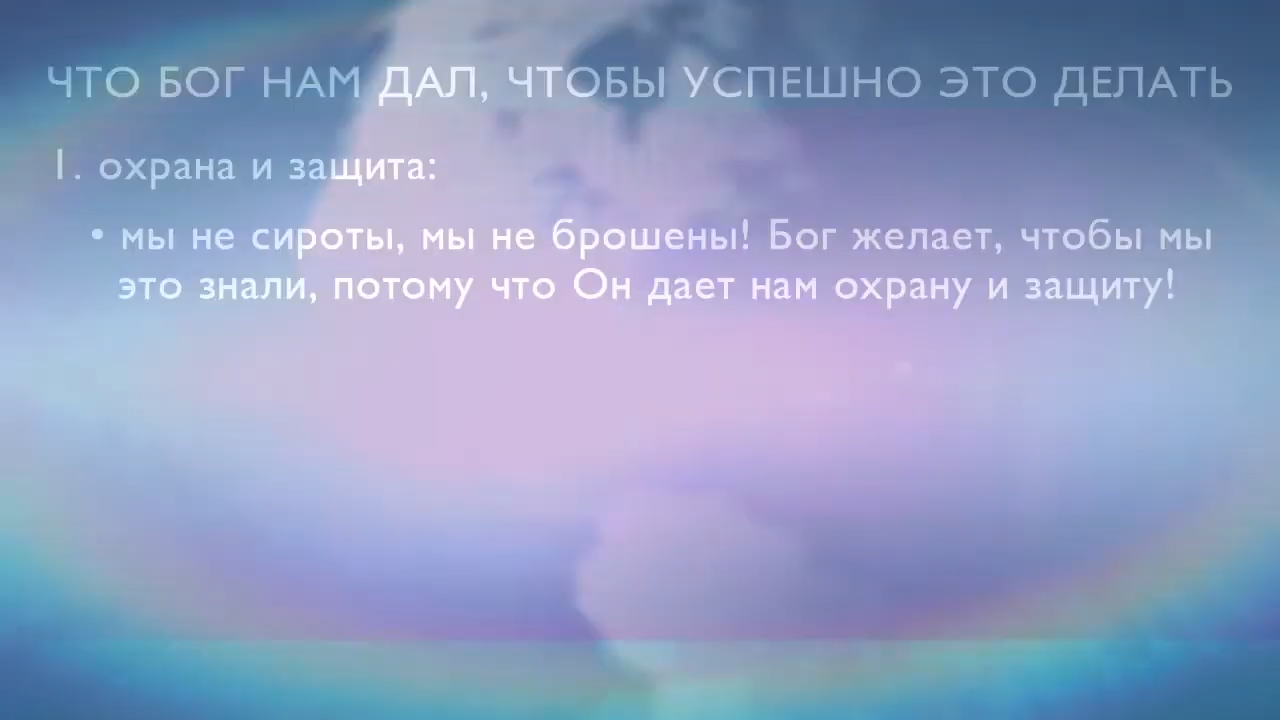 ЧТО БОГ НАМ ДАЛ, ЧТОБЫ УСПЕШНО ЭТО ДЕЛАТЬ
1. охрана и защита:
• мы не сироты, мы не брошены! Бог желает, чтобы мы
это знали, потому что Он дает нам охрану и защиту!